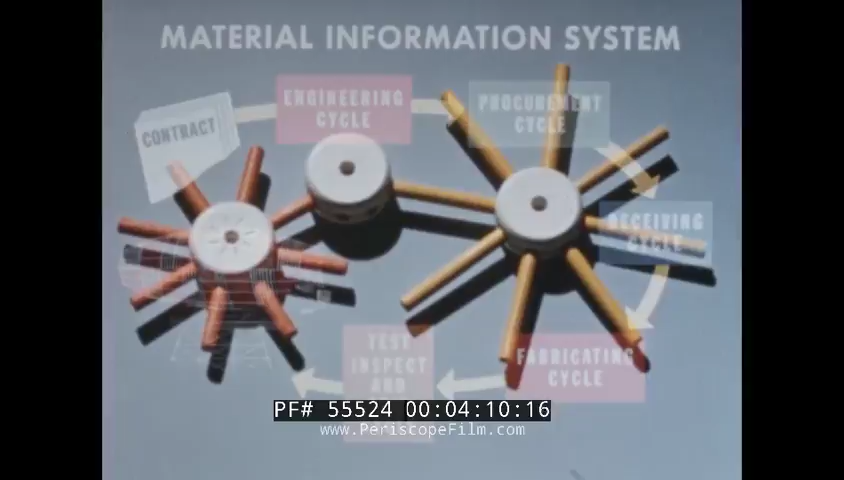 MATERIAL INFORMATION SYSTEM
CONTRACT
ENGINEERING
CYCLE
PROCUREMENT
CYCLE
RECEIVING
CYCLE
FABRICATING
CYCLE
TEST
INSPECT
AND
PF# 55524 00:04:10:16
www.PeriscopeFilm.com